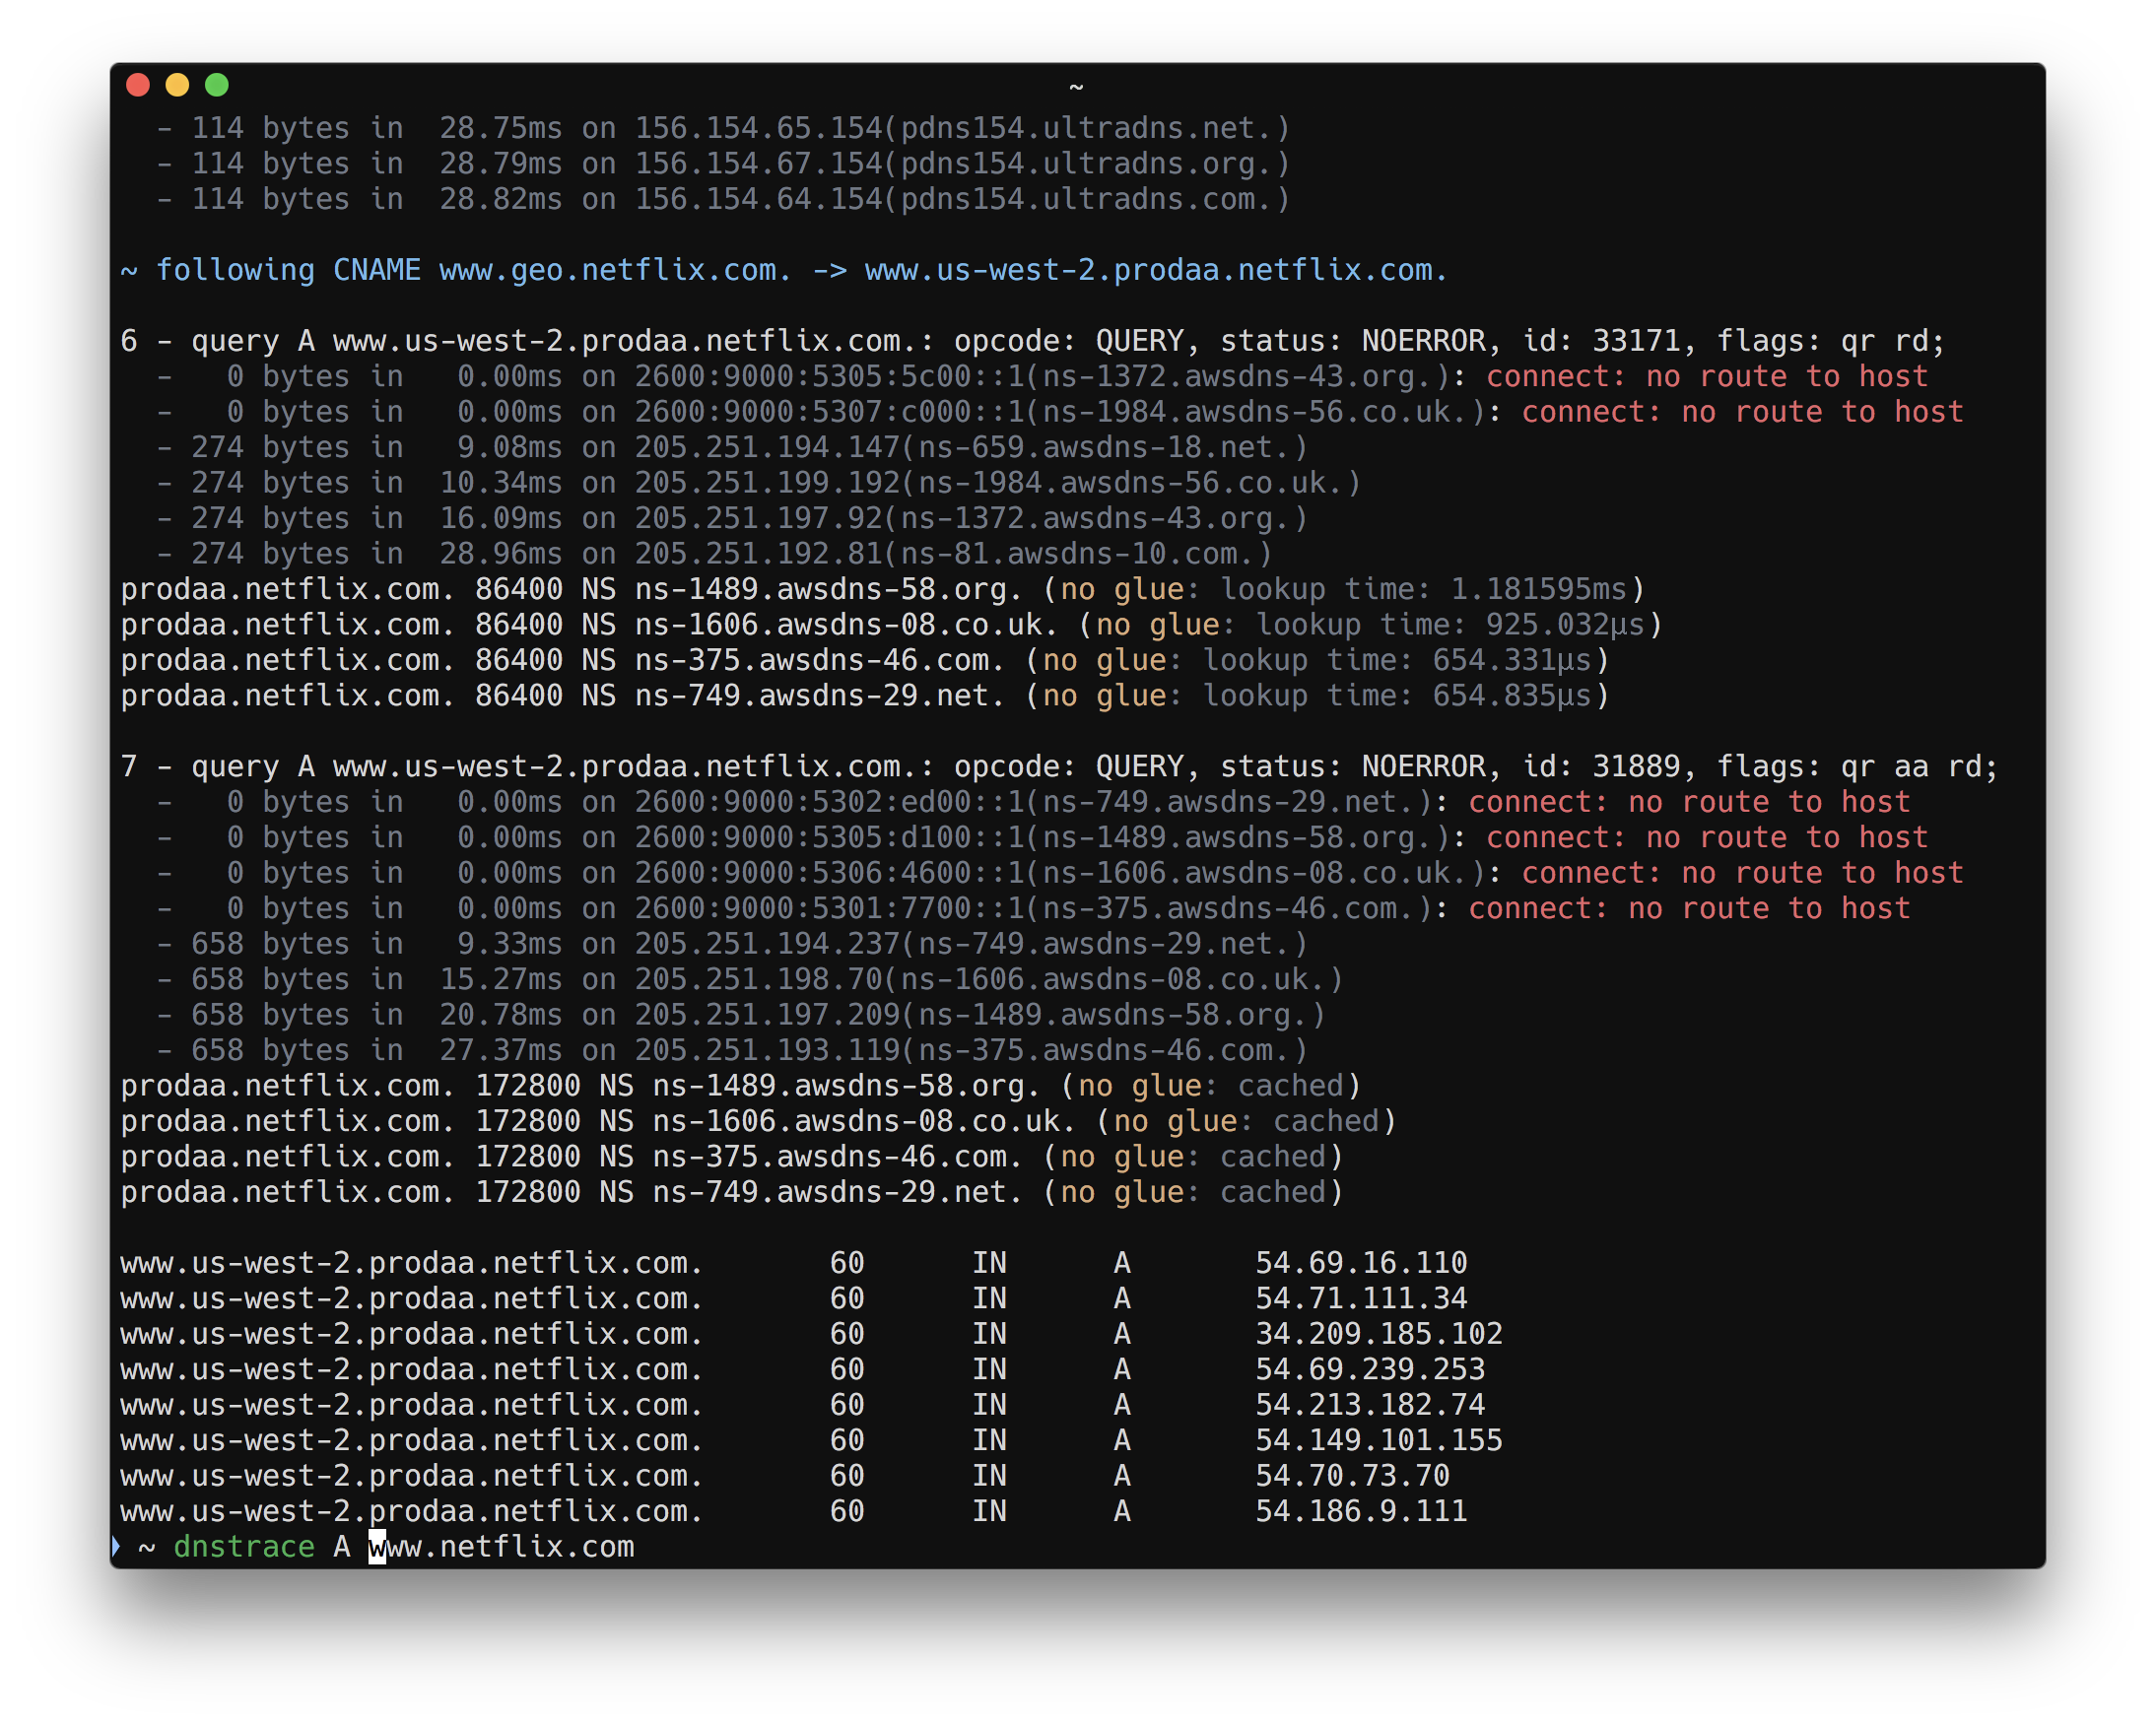 ~
  - 114 bytes in  28.75ms on 156.154.65.154(pdns154.ultradns.net.)
  - 114 bytes in  28.79ms on 156.154.67.154(pdns154.ultradns.org.)
  - 114 bytes in  28.82ms on 156.154.64.154(pdns154.ultradns.com.)
~ following CNAME www.geo.netflix.com. -> www.us-west-2.prodaa.netflix.com.
6 - query A www.us-west-2.prodaa.netflix.com.: opcode: QUERY, status: NOERROR, id: 33171, flags: qr rd;
  -   0 bytes in   0.00ms on 2600:9000:5305:5c00::1(ns-1372.awsdns-43.org.): connect: no route to host
  -   0 bytes in   0.00ms on 2600:9000:5307:c000::1(ns-1984.awsdns-56.co.uk.): connect: no route to host
  - 274 bytes in   9.08ms on 205.251.194.147(ns-659.awsdns-18.net.)
  - 274 bytes in  10.34ms on 205.251.199.192(ns-1984.awsdns-56.co.uk.)
  - 274 bytes in  16.09ms on 205.251.197.92(ns-1372.awsdns-43.org.)
  - 274 bytes in  28.96ms on 205.251.192.81(ns-81.awsdns-10.com.)
prodaa.netflix.com. 86400 NS ns-1489.awsdns-58.org. (no glue: lookup time: 1.181595ms)
prodaa.netflix.com. 86400 NS ns-1606.awsdns-08.co.uk. (no glue: lookup time: 925.032µs)
prodaa.netflix.com. 86400 NS ns-375.awsdns-46.com. (no glue: lookup time: 654.331µs)
prodaa.netflix.com. 86400 NS ns-749.awsdns-29.net. (no glue: lookup time: 654.835µs)
7 - query A www.us-west-2.prodaa.netflix.com.: opcode: QUERY, status: NOERROR, id: 31889, flags: qr aa rd;
  -   0 bytes in   0.00ms on 2600:9000:5302:ed00::1(ns-749.awsdns-29.net.): connect: no route to host
  -   0 bytes in   0.00ms on 2600:9000:5305:d100::1(ns-1489.awsdns-58.org.): connect: no route to host
  -   0 bytes in   0.00ms on 2600:9000:5306:4600::1(ns-1606.awsdns-08.co.uk.): connect: no route to host
  -   0 bytes in   0.00ms on 2600:9000:5301:7700::1(ns-375.awsdns-46.com.): connect: no route to host
  - 658 bytes in   9.33ms on 205.251.194.237(ns-749.awsdns-29.net.)
  - 658 bytes in  15.27ms on 205.251.198.70(ns-1606.awsdns-08.co.uk.)
  - 658 bytes in  20.78ms on 205.251.197.209(ns-1489.awsdns-58.org.)
  - 658 bytes in  27.37ms on 205.251.193.119(ns-375.awsdns-46.com.)
prodaa.netflix.com. 172800 NS ns-1489.awsdns-58.org. (no glue: cached)
prodaa.netflix.com. 172800 NS ns-1606.awsdns-08.co.uk. (no glue: cached)
prodaa.netflix.com. 172800 NS ns-375.awsdns-46.com. (no glue: cached)
prodaa.netflix.com. 172800 NS ns-749.awsdns-29.net. (no glue: cached)
www.us-west-2.prodaa.netflix.com.       60      IN      A       54.69.16.110
www.us-west-2.prodaa.netflix.com.       60      IN      A       54.71.111.34
www.us-west-2.prodaa.netflix.com.       60      IN      A       34.209.185.102
www.us-west-2.prodaa.netflix.com.       60      IN      A       54.69.239.253
www.us-west-2.prodaa.netflix.com.       60      IN      A       54.213.182.74
www.us-west-2.prodaa.netflix.com.       60      IN      A       54.149.101.155
www.us-west-2.prodaa.netflix.com.       60      IN      A       54.70.73.70
www.us-west-2.prodaa.netflix.com.       60      IN      A       54.186.9.111
~ dnstrace A www.netflix.com